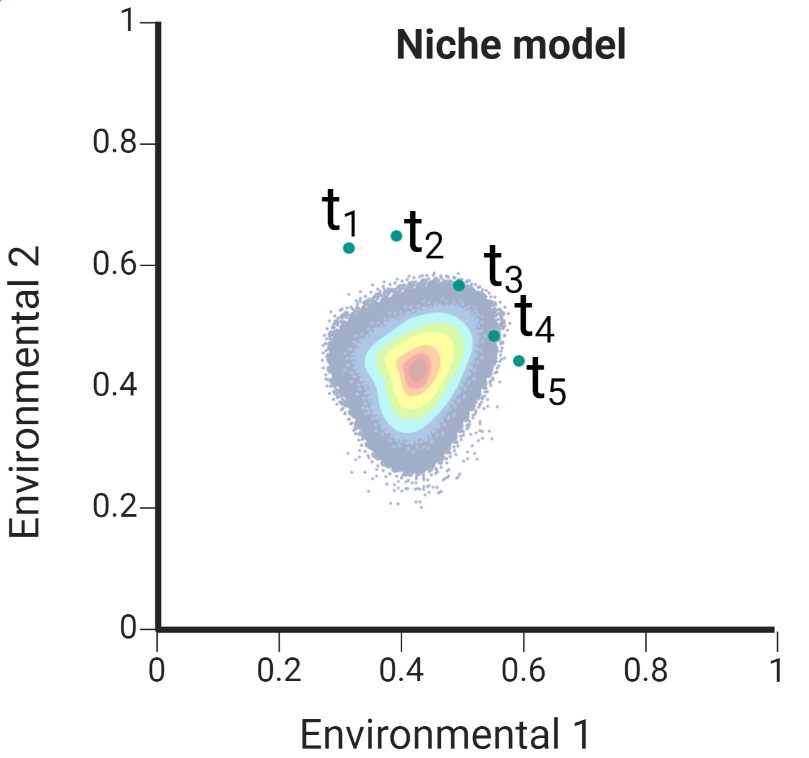 Niche model
1
0.8
0.6
0.4
0.2
0
0 0.2 0.4 0.6 0.8 1
Environmental 2
Environmental 1
t₁
t₂
t₃
t₄
t₅